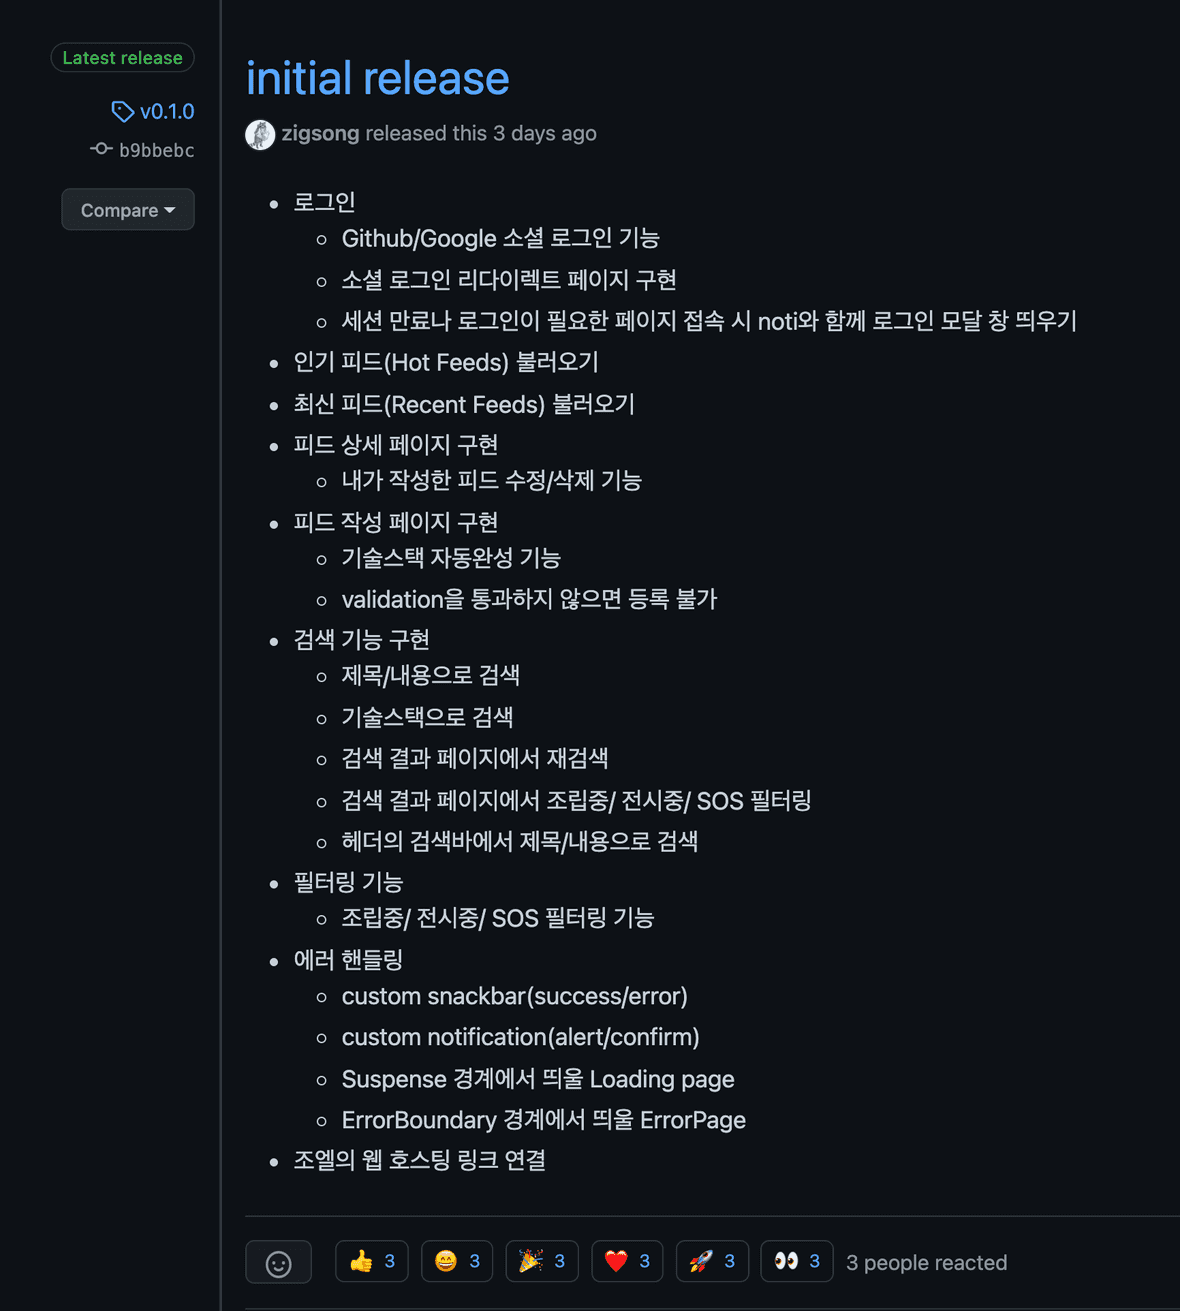 Latest release
v0.1.0
b9bbebc
Compare
initial release
zigsong released this 3 days ago
로그인
Github/Google 소셜 로그인 기능
소셜 로그인 리다이렉트 페이지 구현
세션 만료나 로그인이 필요한 페이지 접속 시 noti와 함께 로그인 모달 창 띄우기
인기 피드(Hot Feeds) 불러오기
최신 피드(Recent Feeds) 불러오기
피드 상세 페이지 구현
내가 작성한 피드 수정/삭제 기능
피드 작성 페이지 구현
기술스택 자동완성 기능
validation을 통과하지 않으면 등록 불가
검색 기능 구현
제목/내용으로 검색
기술스택으로 검색
검색 결과 페이지에서 재검색
검색 결과 페이지에서 조립중/ 전시중/ SOS 필터링
헤더의 검색바에서 제목/내용으로 검색
필터링 기능
조립중/ 전시중/ SOS 필터링 기능
에러 핸들링
custom snackbar(success/error)
custom notification(alert/confirm)
Suspense 경계에서 띄울 Loading page
ErrorBoundary 경계에서 띄울 ErrorPage
조엘의 웹 호스팅 링크 연결
👍 3 😄 3 🎉 3 ❤️ 3 🚀 3 👀 3 3 people reacted